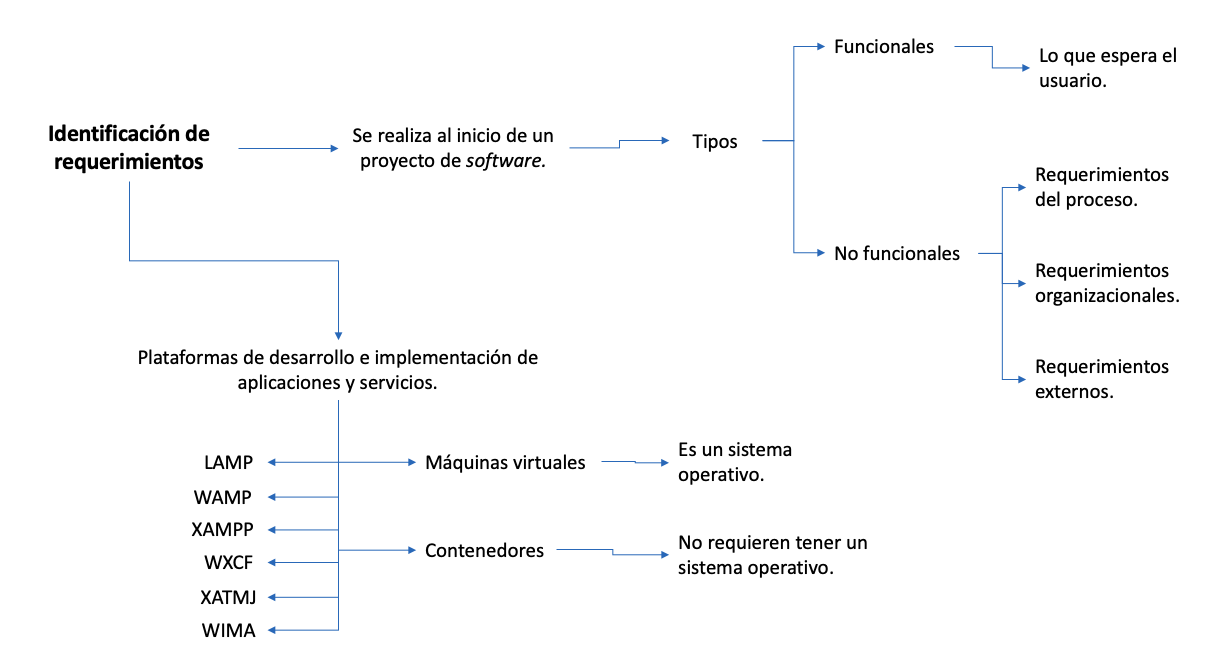 Identificación de
requerimientos
Se realiza al inicio de un
proyecto de software.
Tipos
Funcionales
Lo que espera el
usuario.
No funcionales
Requerimientos
del proceso.
Requerimientos
organizacionales.
Requerimientos
externos.
Plataformas de desarrollo e implementación de
aplicaciones y servicios.
LAMP
WAMP
XAMPP
WXCF
XATMJ
WIMA
Máquinas virtuales
Es un sistema
operativo.
Contenedores
No requieren tener un
sistema operativo.